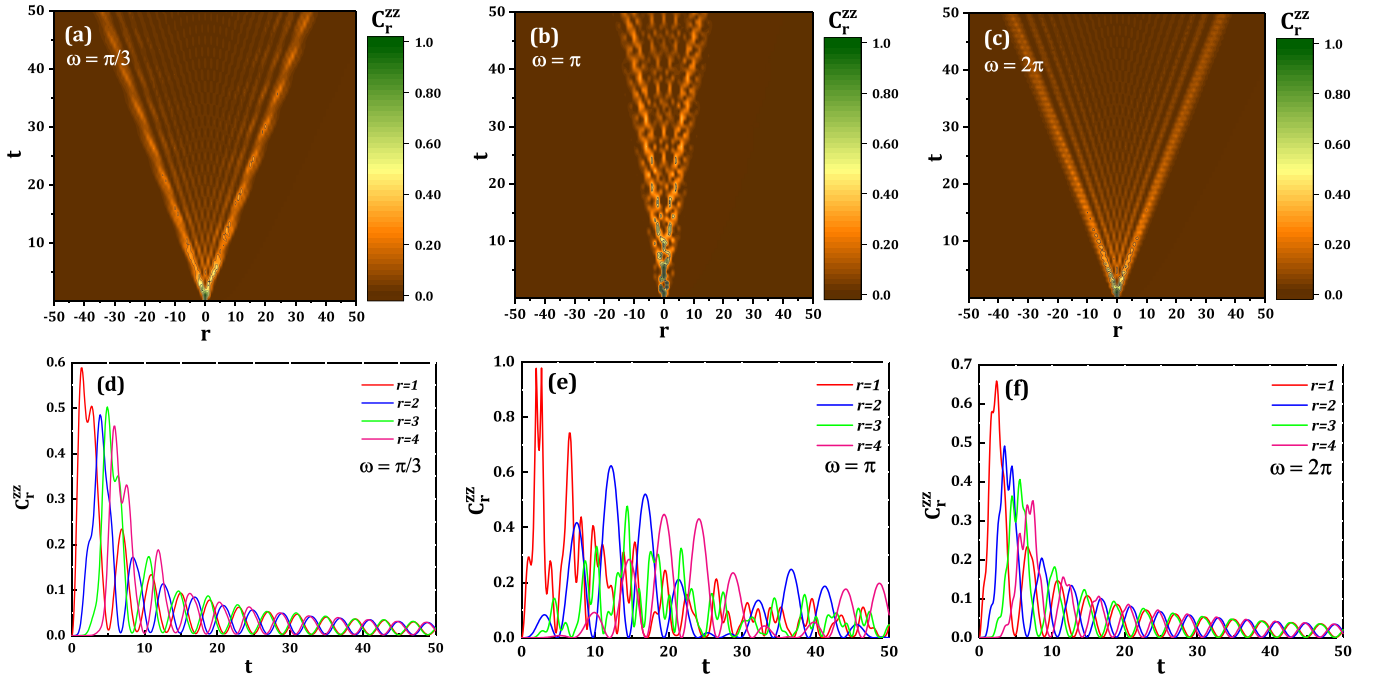 (a)
ω = π/3
C_r^zz
50
40
30
20
10
t
-50 -40 -30 -20 -10 0 10 20 30 40 50
r
1.0
0.80
0.60
0.40
0.20
0.0
(b)
ω = π
C_r^zz
50
40
30
20
10
t
-50 -40 -30 -20 -10 0 10 20 30 40 50
r
1.0
0.80
0.60
0.40
0.20
0.0
(c)
ω = 2π
C_r^zz
50
40
30
20
10
t
-50 -40 -30 -20 -10 0 10 20 30 40 50
r
1.0
0.80
0.60
0.40
0.20
0.0
(d)
r=1
r=2
r=3
r=4
ω = π/3
C_r^zz
0.6
0.5
0.4
0.3
0.2
0.1
0.0
0 10 20 30 40 50
t
(e)
r=1
r=2
r=3
r=4
ω = π
C_r^zz
1.0
0.8
0.6
0.4
0.2
0.0
0 10 20 30 40 50
t
(f)
r=1
r=2
r=3
r=4
ω = 2π
C_r^zz
0.7
0.6
0.5
0.4
0.3
0.2
0.1
0.0
0 10 20 30 40 50
t